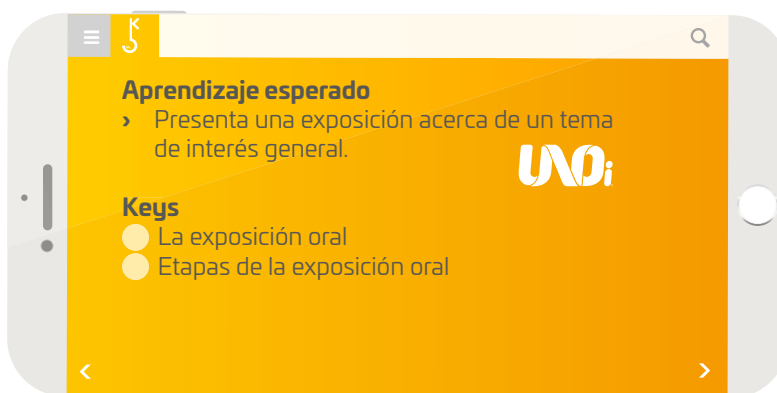 Aprendizaje esperado
› Presenta una exposición acerca de un tema
de interés general.
UNOi
Keys
La exposición oral
Etapas de la exposición oral